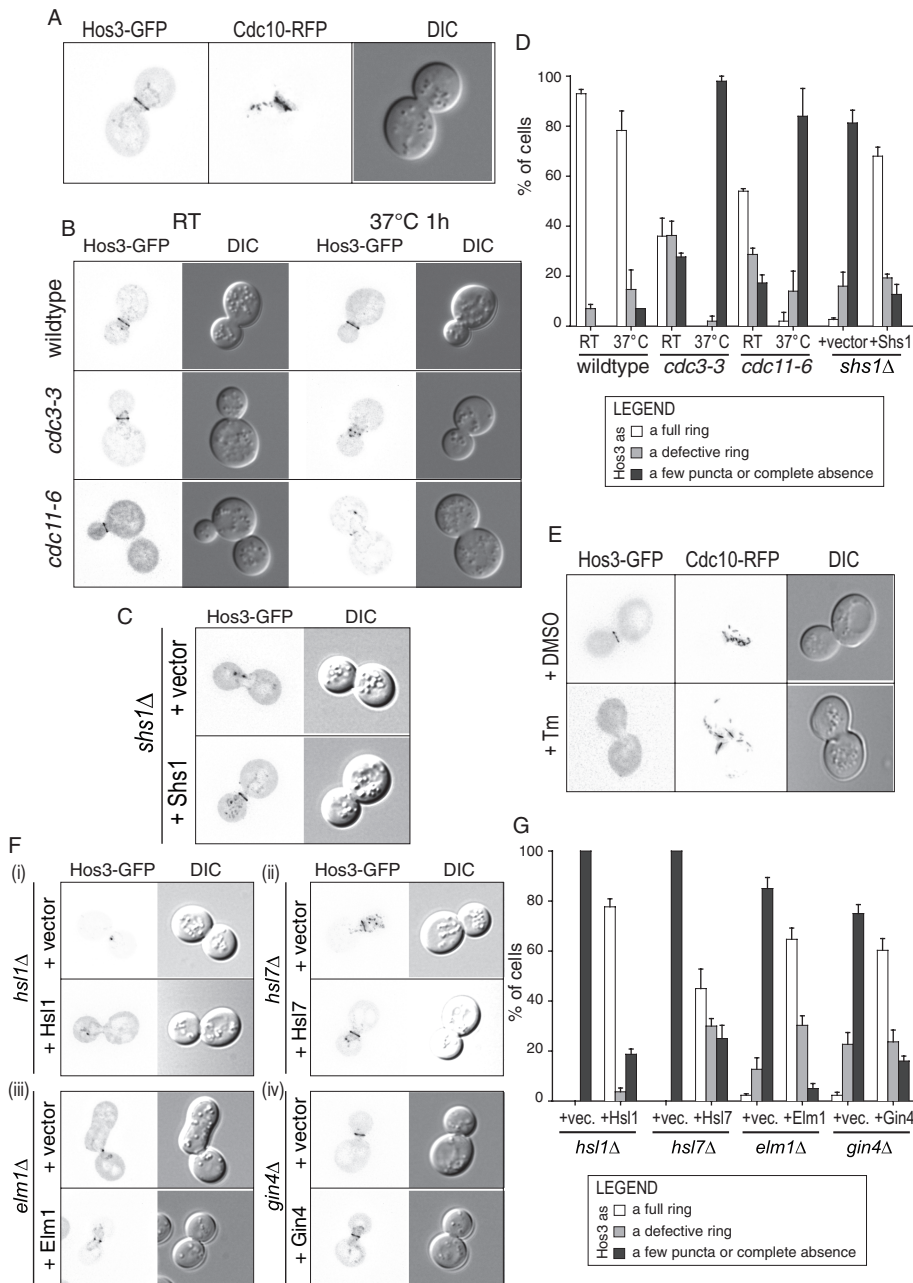 A
Hos3-GFP
Cdc10-RFP
DIC
B
RT
37°C 1h
Hos3-GFP
DIC
Hos3-GFP
DIC
wildtype
cdc3-3
cdc11-6
C
Hos3-GFP
DIC
shs1Δ
+ vector
+ Shs1
D
% of cells
100
80
60
40
20
0
RT
37°C
RT
37°C
RT
37°C
+vector
+Shs1
wildtype
cdc3-3
cdc11-6
shs1Δ
LEGEND
Hos3 as
a full ring
a defective ring
a few puncta or complete absence
E
Hos3-GFP
Cdc10-RFP
DIC
+ DMSO
+ Tm
F
(i)
Hos3-GFP
DIC
hsl1Δ
+ vector
+ Hsl1
(ii)
Hos3-GFP
DIC
hsl7Δ
+ vector
+ Hsl7
(iii)
elm1Δ
+ vector
+ Elm1
(iv)
gin4Δ
+ vector
+ Gin4
G
% of cells
100
80
60
40
20
0
+vec. +Hsl1
+vec. +Hsl7
+vec. +Elm1
+vec. +Gin4
hsl1Δ
hsl7Δ
elm1Δ
gin4Δ
LEGEND
Hos3 as
a full ring
a defective ring
a few puncta or complete absence